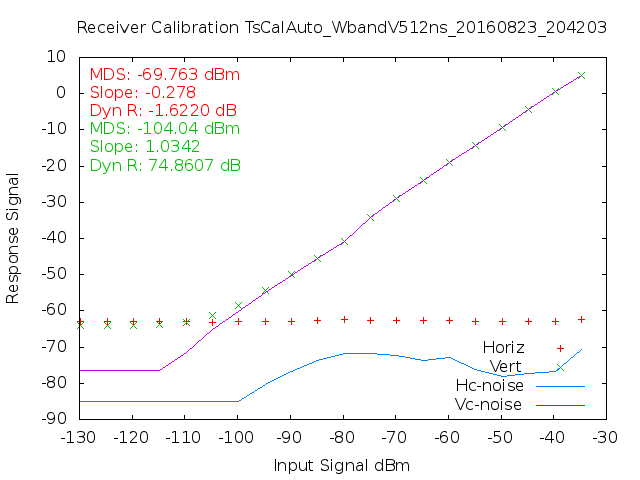 Receiver Calibration TsCalAuto_WbandV512ns_20160823_204203
MDS: -69.763 dBm
Slope: -0.278
Dyn R: -1.6220 dB
MDS: -104.04 dBm
Slope: 1.0342
Dyn R: 74.8607 dB
10
0
-10
-20
-30
-40
-50
-60
-70
-80
-90
Response Signal
Horiz
Vert
Hc-noise
Vc-noise
-130 -120 -110 -100 -90 -80 -70 -60 -50 -40 -30
Input Signal dBm